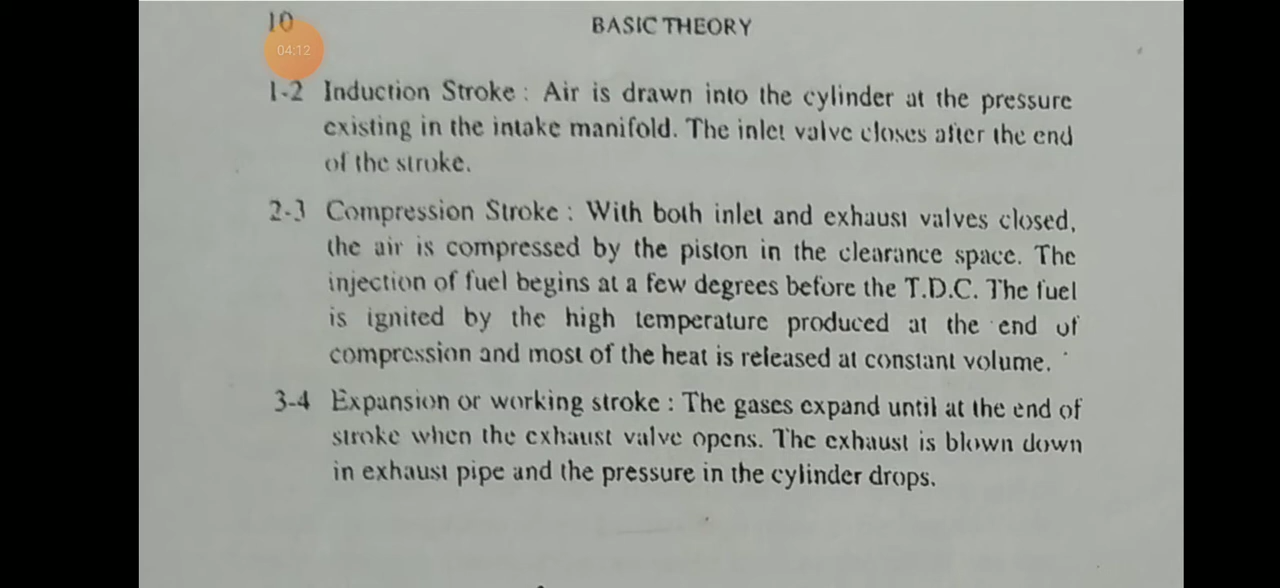 10
BASIC THEORY
04:12
1-2 Induction Stroke : Air is drawn into the cylinder at the pressure
existing in the intake manifold. The inlet valve closes after the end
of the stroke.
2-3 Compression Stroke : With both inlet and exhaust valves closed,
the air is compressed by the piston in the clearance space. The
injection of fuel begins at a few degrees before the T.D.C. The fuel
is ignited by the high temperature produced at the end of
compression and most of the heat is released at constant volume.
3-4 Expansion or working stroke : The gases expand until at the end of
stroke when the exhaust valve opens. The exhaust is blown down
in exhaust pipe and the pressure in the cylinder drops.